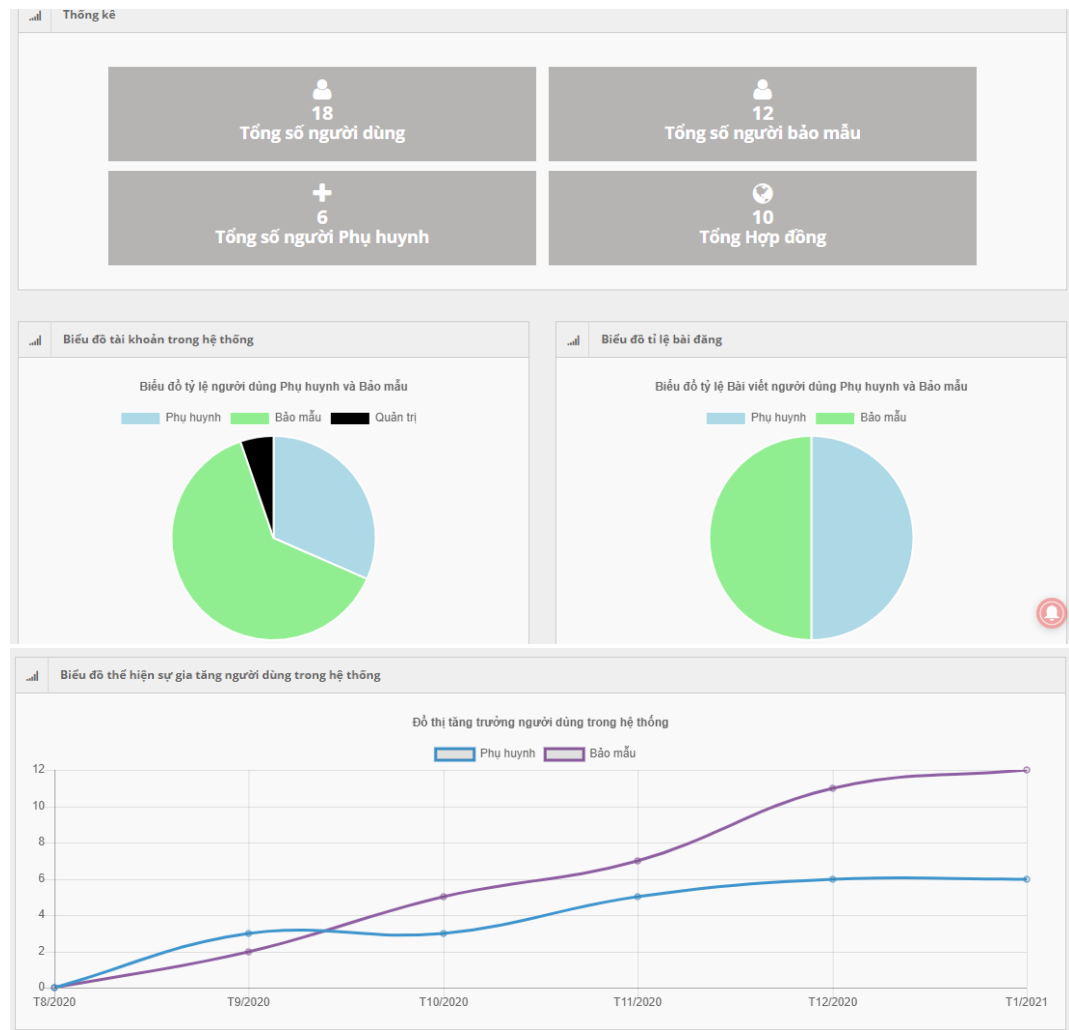 Thống kê
18
Tổng số người dùng
12
Tổng số người bảo mẫu
6
Tổng số người Phụ huynh
10
Tổng Hợp đồng
Biểu đồ tài khoản trong hệ thống
Biểu đồ tỷ lệ người dùng Phụ huynh và Bảo mẫu
Phụ huynh Bảo mẫu Quản trị
Biểu đồ tỉ lệ bài đăng
Biểu đồ tỷ lệ Bài viết người dùng Phụ huynh và Bảo mẫu
Phụ huynh Bảo mẫu
Biểu đồ thể hiện sự gia tăng người dùng trong hệ thống
Đồ thị tăng trưởng người dùng trong hệ thống
Phụ huynh Bảo mẫu
12
10
8
6
4
2
0
T8/2020 T9/2020 T10/2020 T11/2020 T12/2020 T1/2021